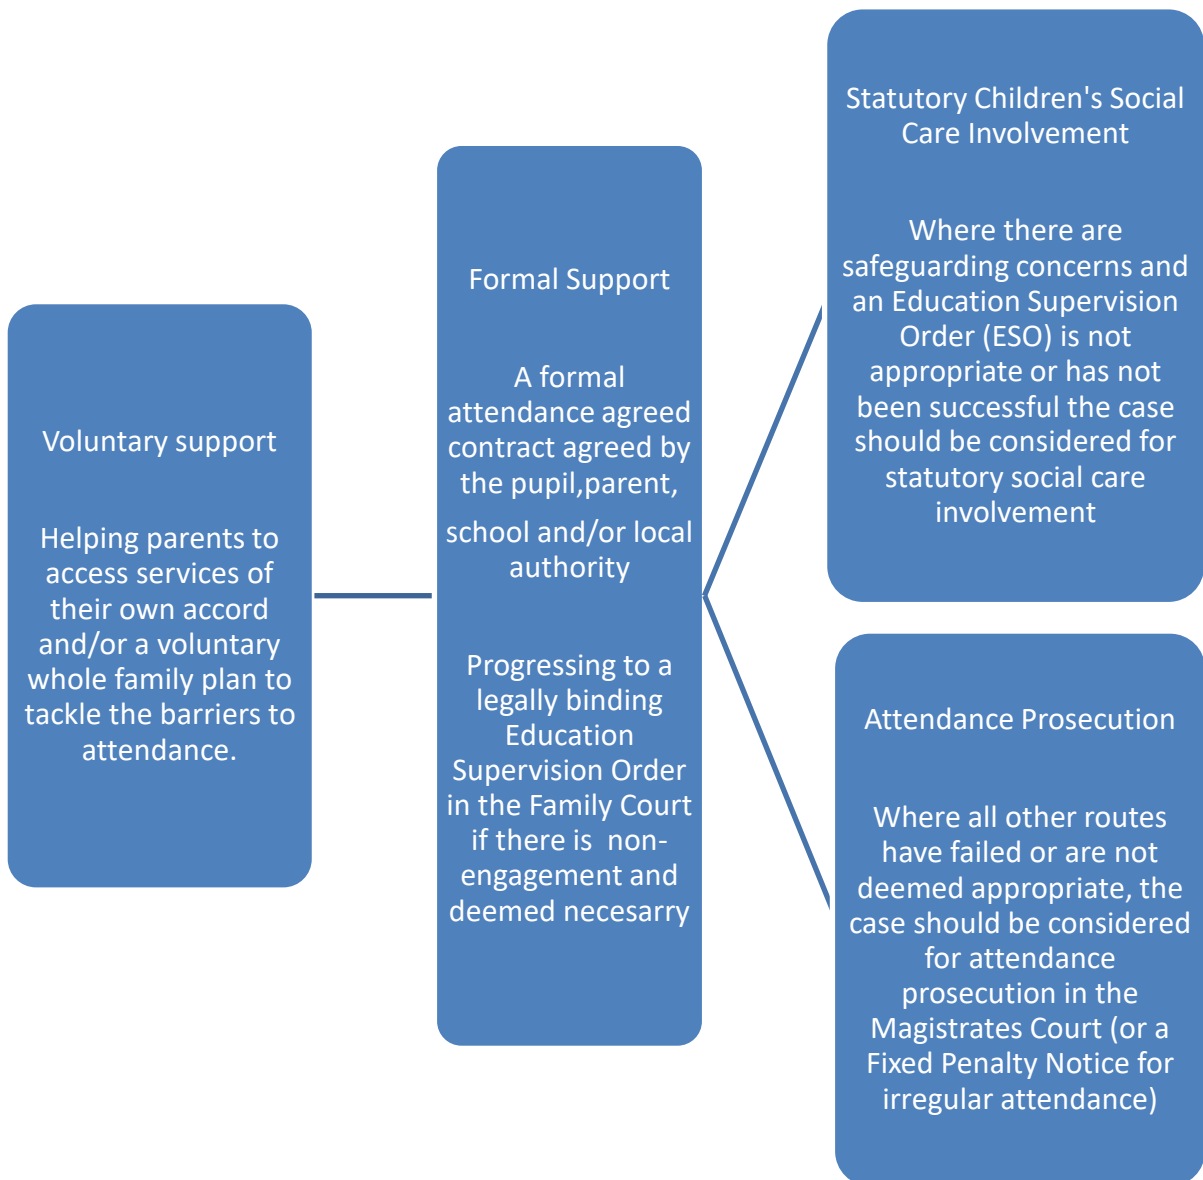 Voluntary support
Helping parents to
access services of
their own accord
and/or a voluntary
whole family plan to
tackle the barriers to
attendance.
Formal Support
A formal
attendance agreed
contract agreed by
the pupil,parent,
school and/or local
authority
Progressing to a
legally binding
Education
Supervision Order
in the Family Court
if there is  non-
engagement and
deemed necesarry
Statutory Children's Social
Care Involvement
Where there are
safeguarding concerns and
an Education Supervision
Order (ESO) is not
appropriate or has not
been successful the case
should be considered for
statutory social care
involvement
Attendance Prosecution
Where all other routes
have failed or are not
deemed appropriate, the
case should be considered
for attendance
prosecution in the
Magistrates Court (or a
Fixed Penalty Notice for
irregular attendance)